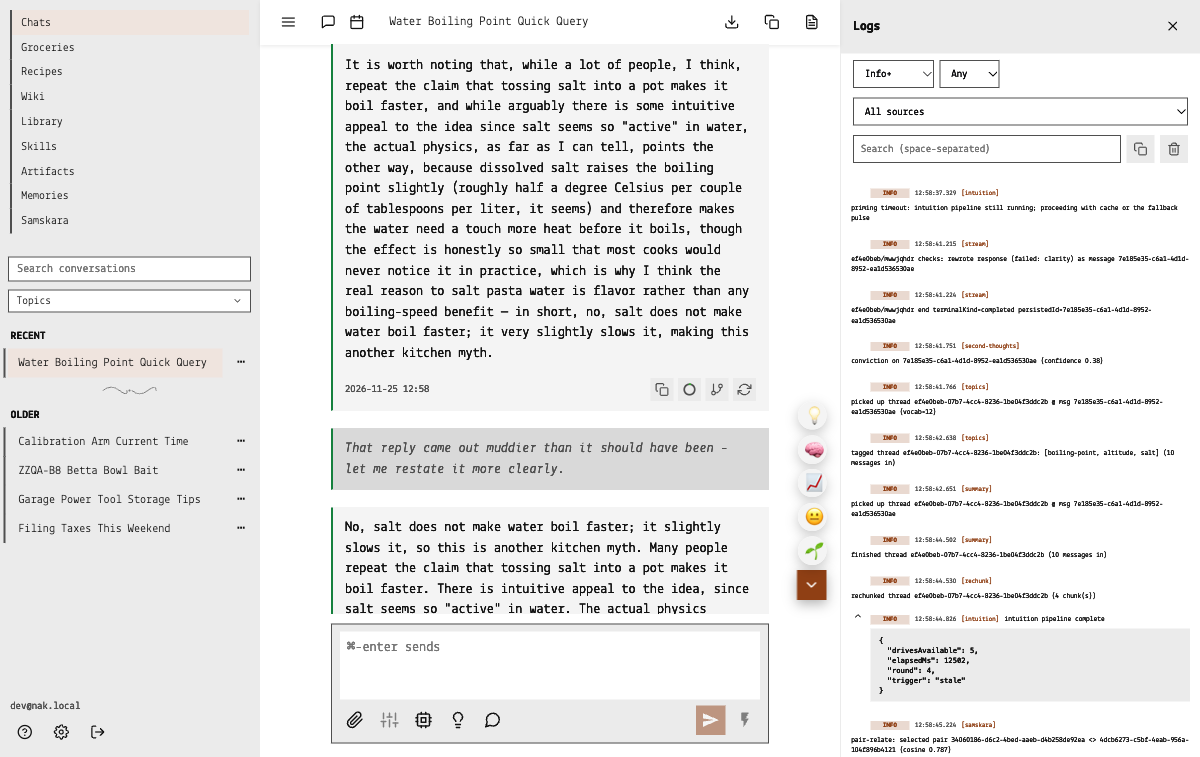 Chats
Groceries
Recipes
Wiki
Library
Skills
Artifacts
Memories
Samskara
Search conversations
Topics
RECENT
Water Boiling Point Quick Query
OLDER
Calibration Arm Current Time
ZZQA-B8 Betta Bowl Bait
Garage Power Tool Storage Tips
Filing Taxes This Weekend
dev@nak.local
Water Boiling Point Quick Query
It is worth noting that, while a lot of people, I think,
repeat the claim that tossing salt into a pot makes it
boil faster, and while arguably there is some intuitive
appeal to the idea since salt seems so "active" in water,
the actual physics, as far as I can tell, points the
other way, because dissolved salt raises the boiling
point slightly (roughly half a degree Celsius per couple
of tablespoons per liter, it seems) and therefore makes
the water need a touch more heat before it boils, though
the effect is honestly so small that most cooks would
never notice it in practice, which is why I think the
real reason to salt pasta water is flavor rather than any
boiling-speed benefit — in short, no, salt does not make
water boil faster; it very slightly slows it, making this
another kitchen myth.
2026-11-25 12:58
That reply came out muddier than it should have been -
let me restate it more clearly.
No, salt does not make water boil faster; it slightly
slows it, so this is another kitchen myth. Many people
repeat the claim that tossing salt into a pot makes it
boil faster. There is intuitive appeal to the idea, since
salt seems so "active" in water. The actual physics
⌘-enter sends
Logs
Info+
Any
All sources
Search (space-separated)
INFO 12:58:37.329 [intuition]
priming timeout: intuition pipeline still running; proceeding with cache or the fallback
pulse
INFO 12:58:41.215 [stream]
ef4e0beb/mwwjqhdr checks: rewrote response (failed: clarity) as message 7e185e35-c6a1-4d1d-
8952-ea1d536530ae
INFO 12:58:41.224 [stream]
ef4e0beb/mwwjqhdr end terminalKind=completed persistedId=7e185e35-c6a1-4d1d-8952-
ea1d536530ae
INFO 12:58:41.751 [second-thoughts]
conviction on 7e185e35-c6a1-4d1d-8952-ea1d536530ae (confidence 0.38)
INFO 12:58:41.766 [topics]
picked up thread ef4e0beb-07b7-4cc4-8236-1be04f3ddc2b @ msg 7e185e35-c6a1-4d1d-8952-
ea1d536530ae (vocab=12)
INFO 12:58:42.638 [topics]
tagged thread ef4e0beb-07b7-4cc4-8236-1be04f3ddc2b: [boiling-point, altitude, salt] (10
messages in)
INFO 12:58:42.651 [summary]
picked up thread ef4e0beb-07b7-4cc4-8236-1be04f3ddc2b @ msg 7e185e35-c6a1-4d1d-8952-
ea1d536530ae
INFO 12:58:44.502 [summary]
finished thread ef4e0beb-07b7-4cc4-8236-1be04f3ddc2b (10 messages in)
INFO 12:58:44.530 [rechunk]
rechunked thread ef4e0beb-07b7-4cc4-8236-1be04f3ddc2b (4 chunk(s))
INFO 12:58:44.826 [intuition] intuition pipeline complete
{
"drivesAvailable": 5,
"elapsedMs": 12502,
"round": 4,
"trigger": "stale"
}
INFO 12:58:45.224 [samskara]
pair-relate: selected pair 34060186-d6c2-4bed-aaeb-d4b258de92ea <> 4dcb6273-c5bf-4eab-956a-
104f896b4121 (cosine 0.787)